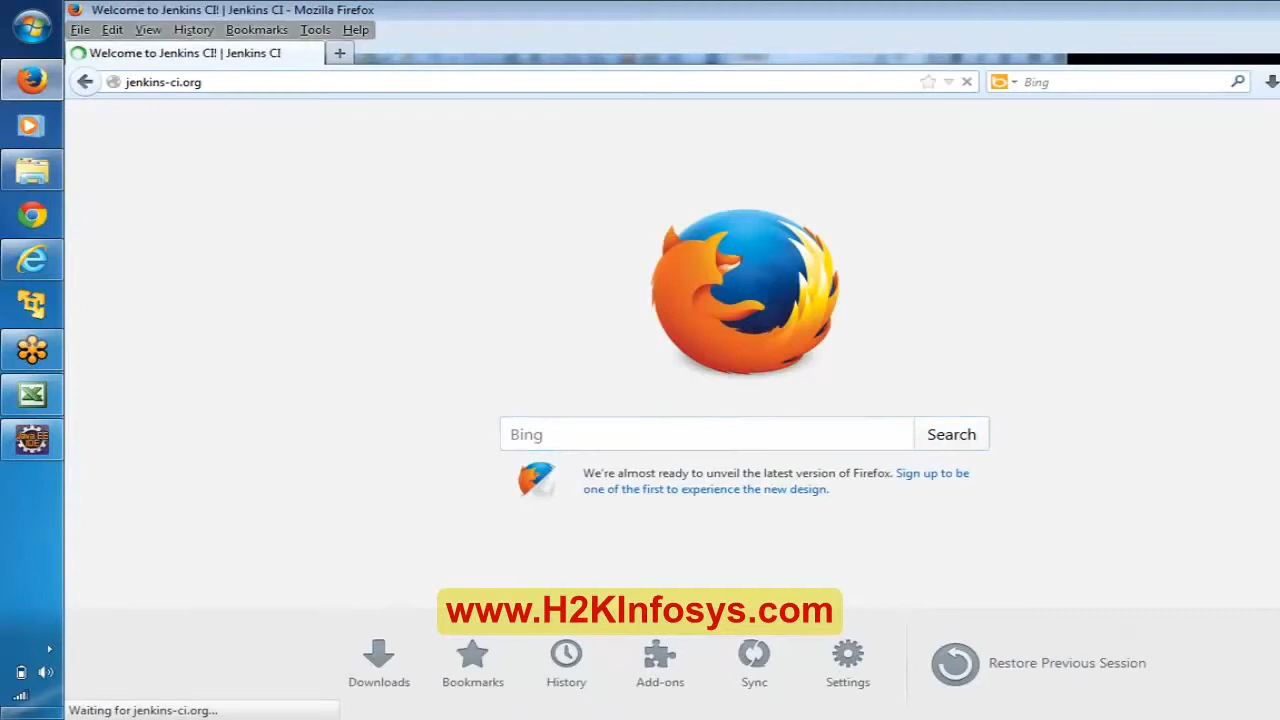 Welcome to Jenkins CI! | Jenkins CI - Mozilla Firefox
File Edit View History Bookmarks Tools Help
Welcome to Jenkins CI! | Jenkins CI
jenkins-ci.org
Bing
Bing
Search
We're almost ready to unveil the latest version of Firefox. Sign up to be
one of the first to experience the new design.
www.H2KInfosys.com
Downloads Bookmarks History Add-ons Sync Settings Restore Previous Session
Java EE
IDE
Waiting for jenkins-ci.org...